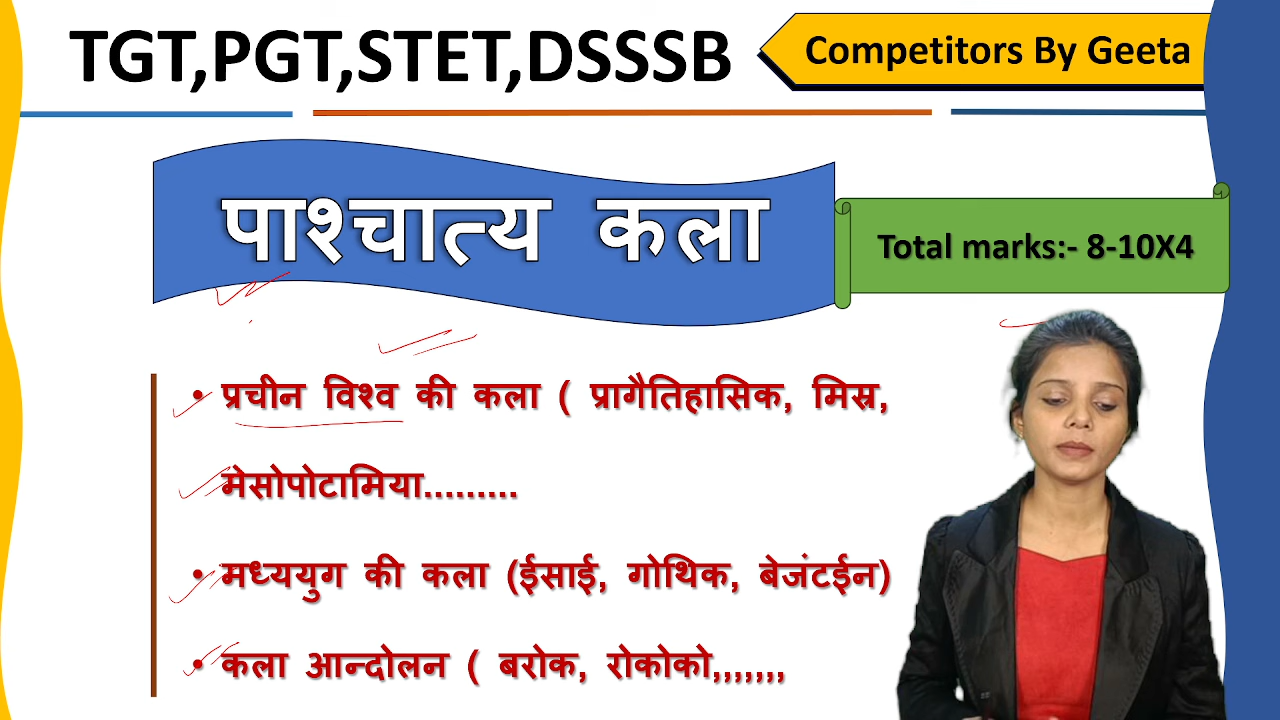 TGT,PGT,STET,DSSSB
Competitors By Geeta
पाश्चात्य कला
Total marks:- 8-10X4
• प्रचीन विश्व की कला ( प्रागैतिहासिक, मिस्र,
मेसोपोटामिया.........
• मध्ययुग की कला (ईसाई, गोथिक, बेजंटईन)
• कला आन्दोलन ( बरोक, रोकोको,,,,,,,